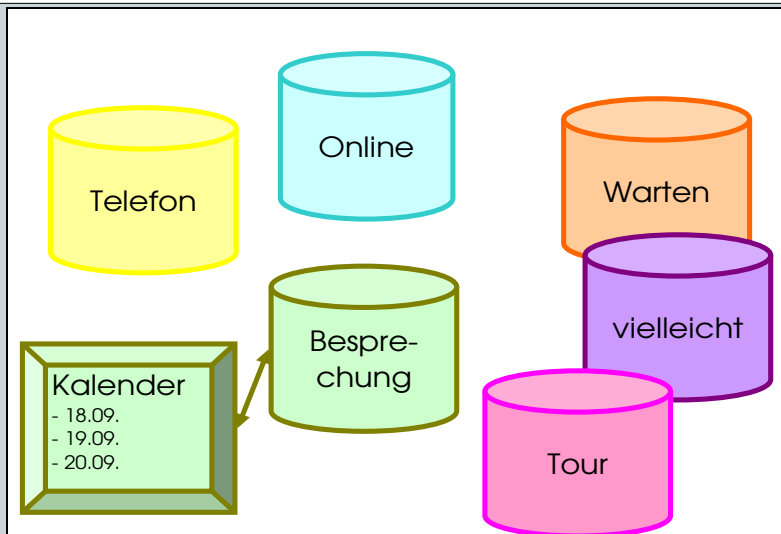 Online
Telefon
Warten
Bespre-
chung
vielleicht
Kalender
- 18.09.
- 19.09.
- 20.09.
Tour